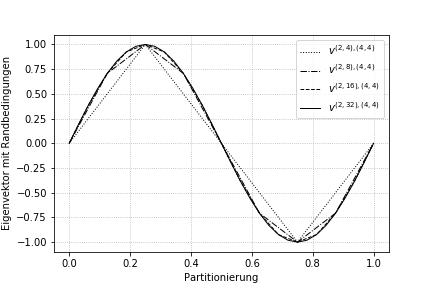 1.00
0.75
0.50
0.25
0.00
−0.25
−0.50
−0.75
−1.00
Eigenvektor mit Randbedingungen
0.0 0.2 0.4 0.6 0.8 1.0
Partitionierung
v^(2, 4), (4, 4)
v^(2, 8), (4, 4)
v^(2, 16), (4, 4)
v^(2, 32), (4, 4)